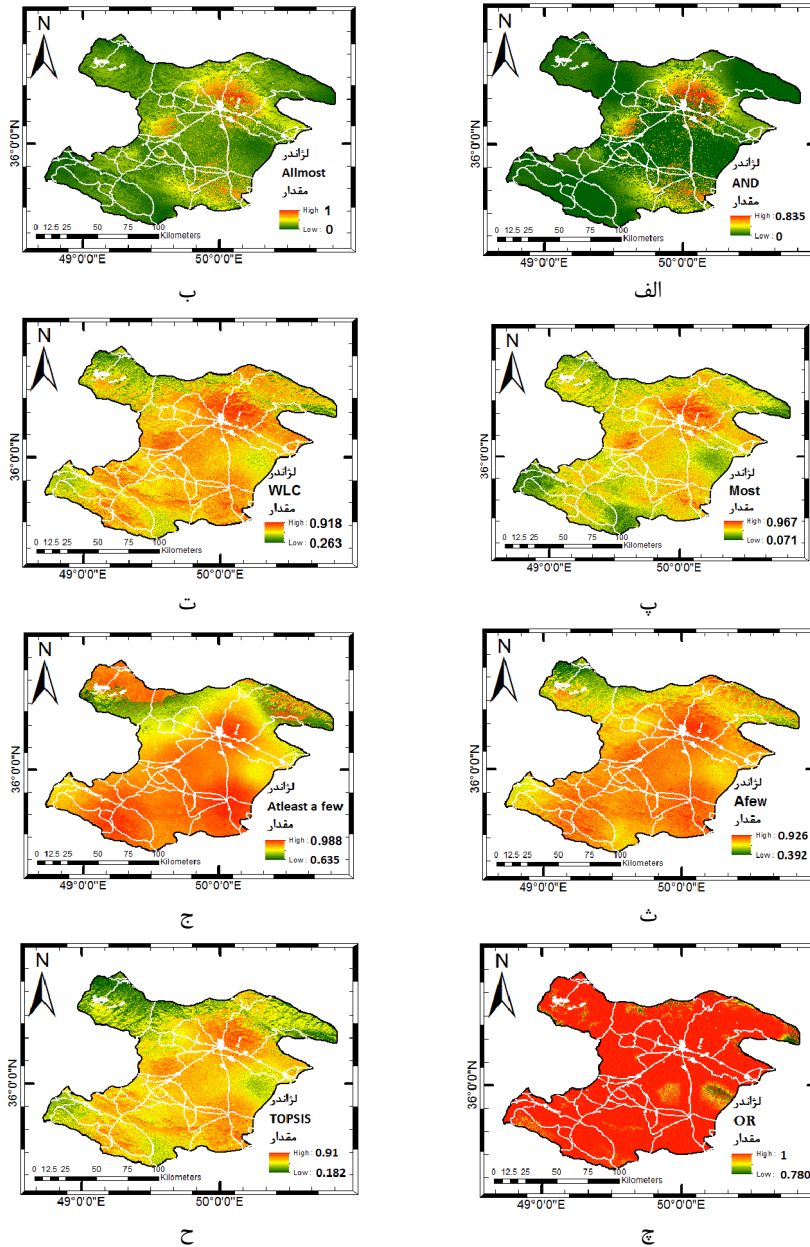 N
36°0'0"N
لژاندر
AND
مقدار
High : 0.835
Low : 0
0 12.5 25 50 75 100
Kilometers
49°0'0"E 50°0'0"E
الف
N
36°0'0"N
لژاندر
Allmost
مقدار
High 1
Low : 0
0 12.5 25 50 75 100
Kilometers
49°0'0"E 50°0'0"E
ب
N
36°0'0"N
لژاندر
Most
مقدار
High : 0.967
Low : 0.071
0 12.5 25 50 75 100
Kilometers
49°0'0"E 50°0'0"E
پ
N
36°0'0"N
لژاندر
WLC
مقدار
High : 0.918
Low : 0.263
0 12.5 25 50 75 100
Kilometers
49°0'0"E 50°0'0"E
ت
N
36°0'0"N
لژاندر
Afew
مقدار
High : 0.926
Low : 0.392
0 12.5 25 50 75 100
Kilometers
49°0'0"E 50°0'0"E
ث
N
36°0'0"N
لژاندر
Atleast a few
مقدار
High : 0.988
Low : 0.635
0 12.5 25 50 75 100
Kilometers
49°0'0"E 50°0'0"E
ج
N
36°0'0"N
لژاندر
OR
مقدار
High : 1
Low : 0.780
0 12.5 25 50 75 100
Kilometers
49°0'0"E 50°0'0"E
چ
N
36°0'0"N
لژاندر
TOPSIS
مقدار
High : 0.91
Low : 0.182
0 12.5 25 50 75 100
Kilometers
49°0'0"E 50°0'0"E
ح